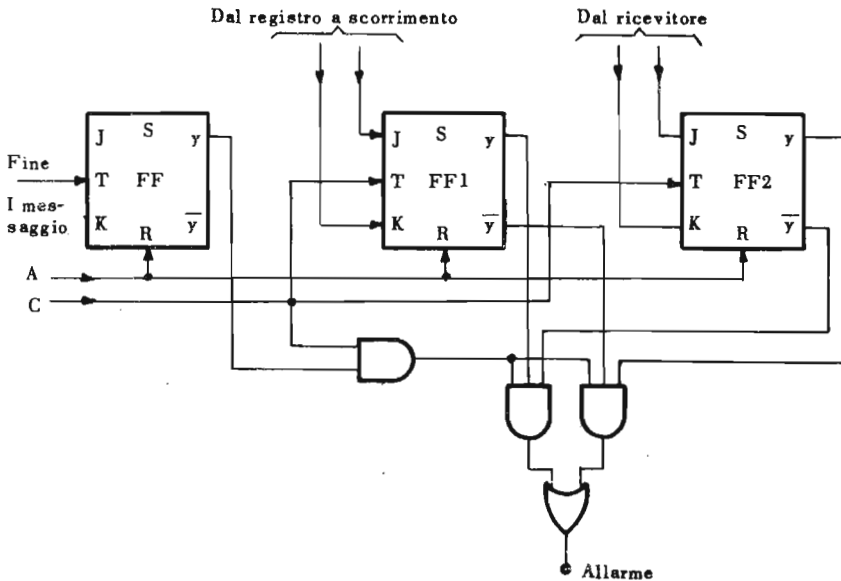 Dal registro a scorrimento
Dal ricevitore
J S y
T FF
K R y̅
J S y
T FF1
K R y̅
J S y
T FF2
K R y̅
Fine
I mes-
saggio
A
C
Allarme